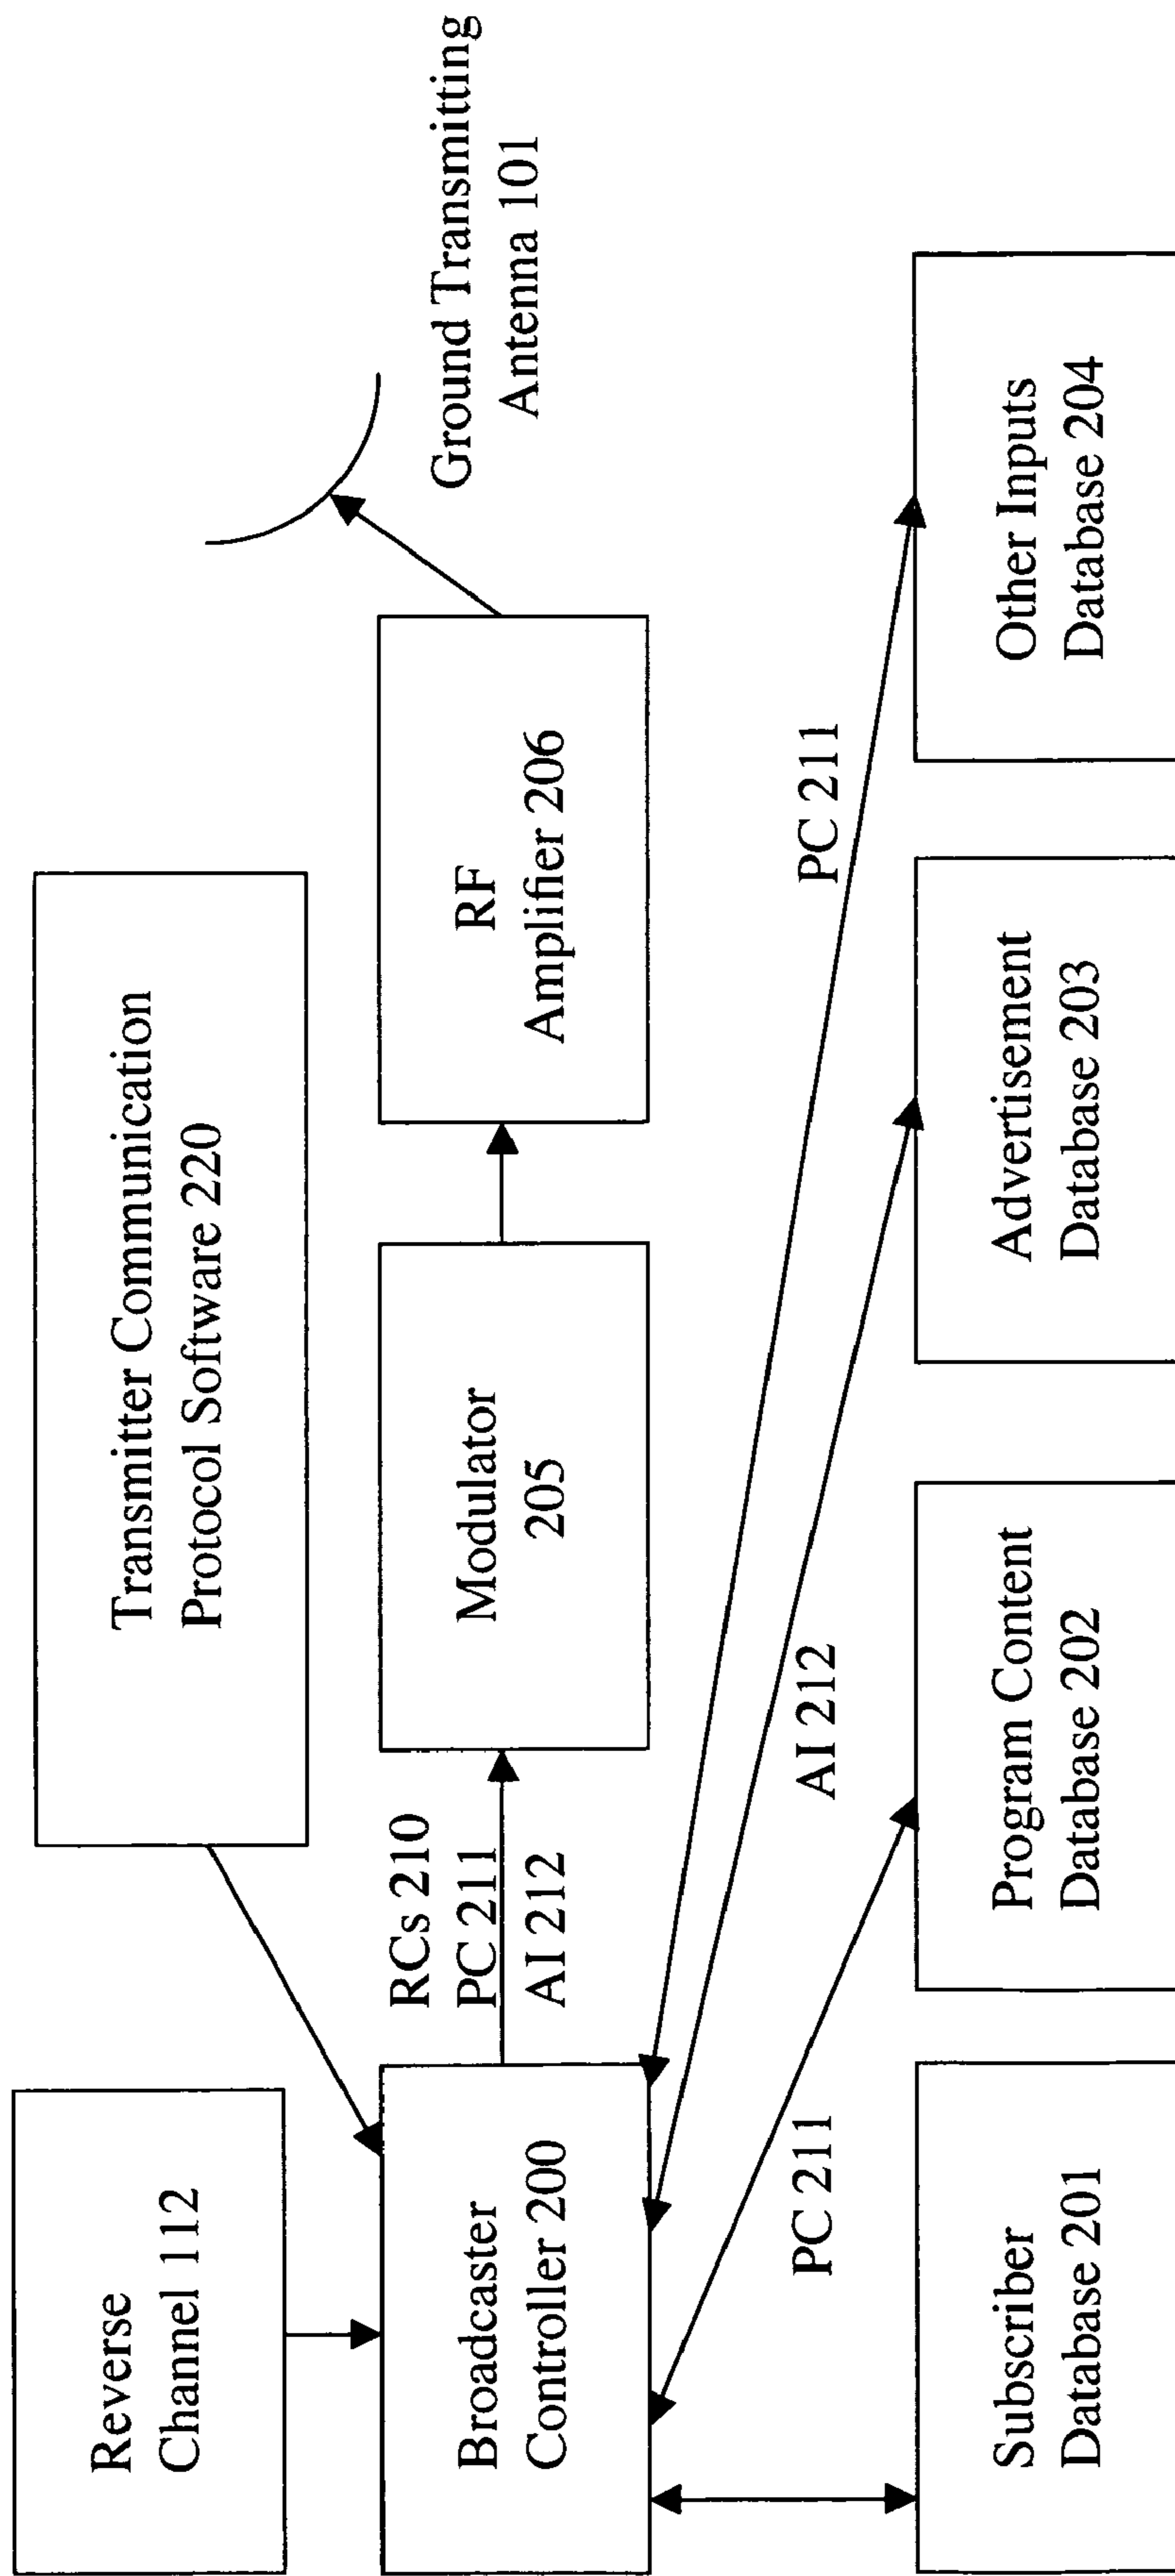 Reverse
Channel 112
Transmitter Communication
Protocol Software 220
Broadcaster
Controller 200
RCs 210
PC 211
AI 212
Modulator
205
RF
Amplifier 206
Ground Transmitting
Antenna 101
PC 211
AI 212
PC 211
Subscriber
Database 201
Program Content
Database 202
Advertisement
Database 203
Other Inputs
Database 204